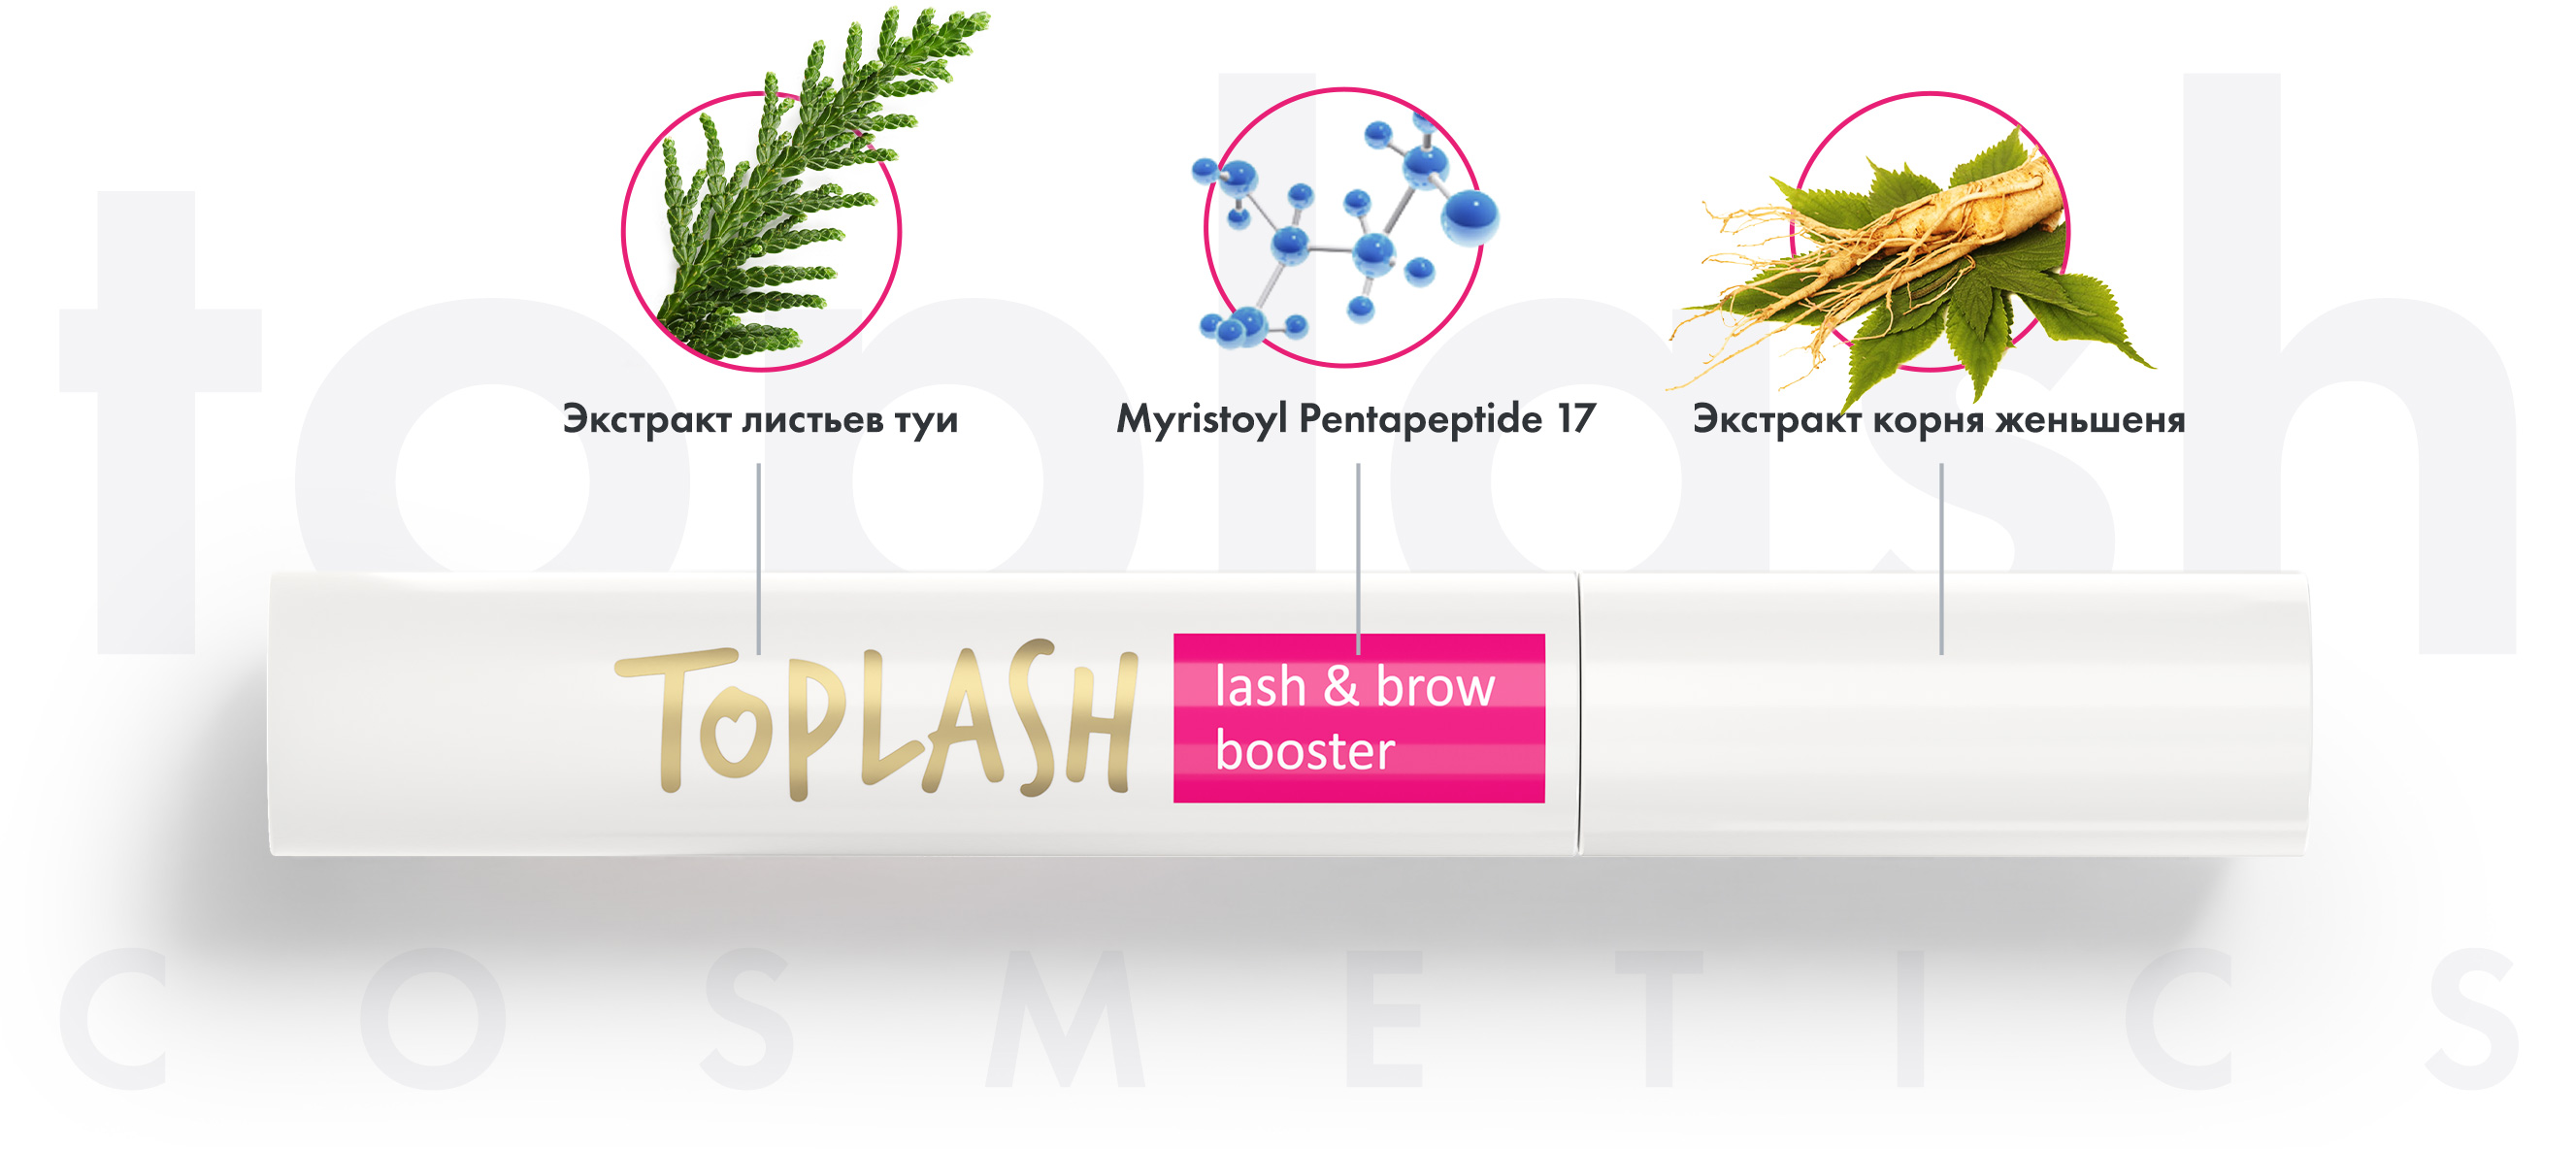 toplash
Экстракт листьев туи
Myristoyl Pentapeptide 17
Экстракт корня женьшеня
TOPLASH
lash & brow
booster
COSMETICS